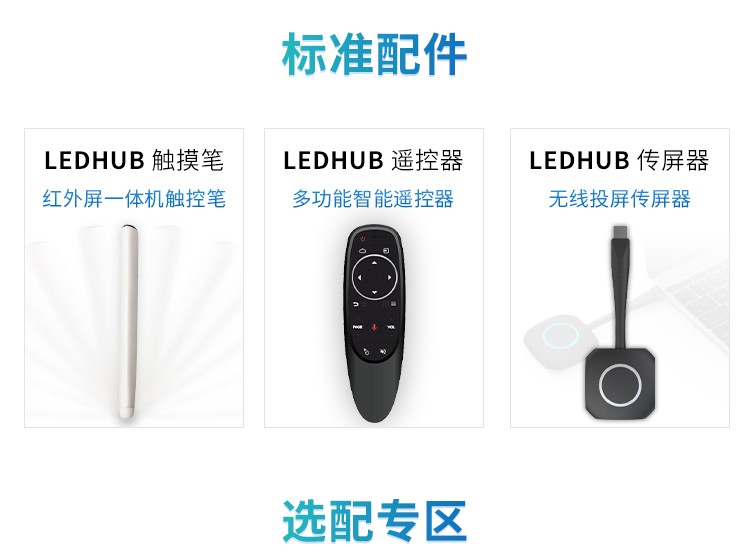 标准配件
LEDHUB 触摸笔
红外屏一体机触控笔
LEDHUB 遥控器
多功能智能遥控器
PAGE
VOL
LEDHUB 传屏器
无线投屏传屏器
选配专区